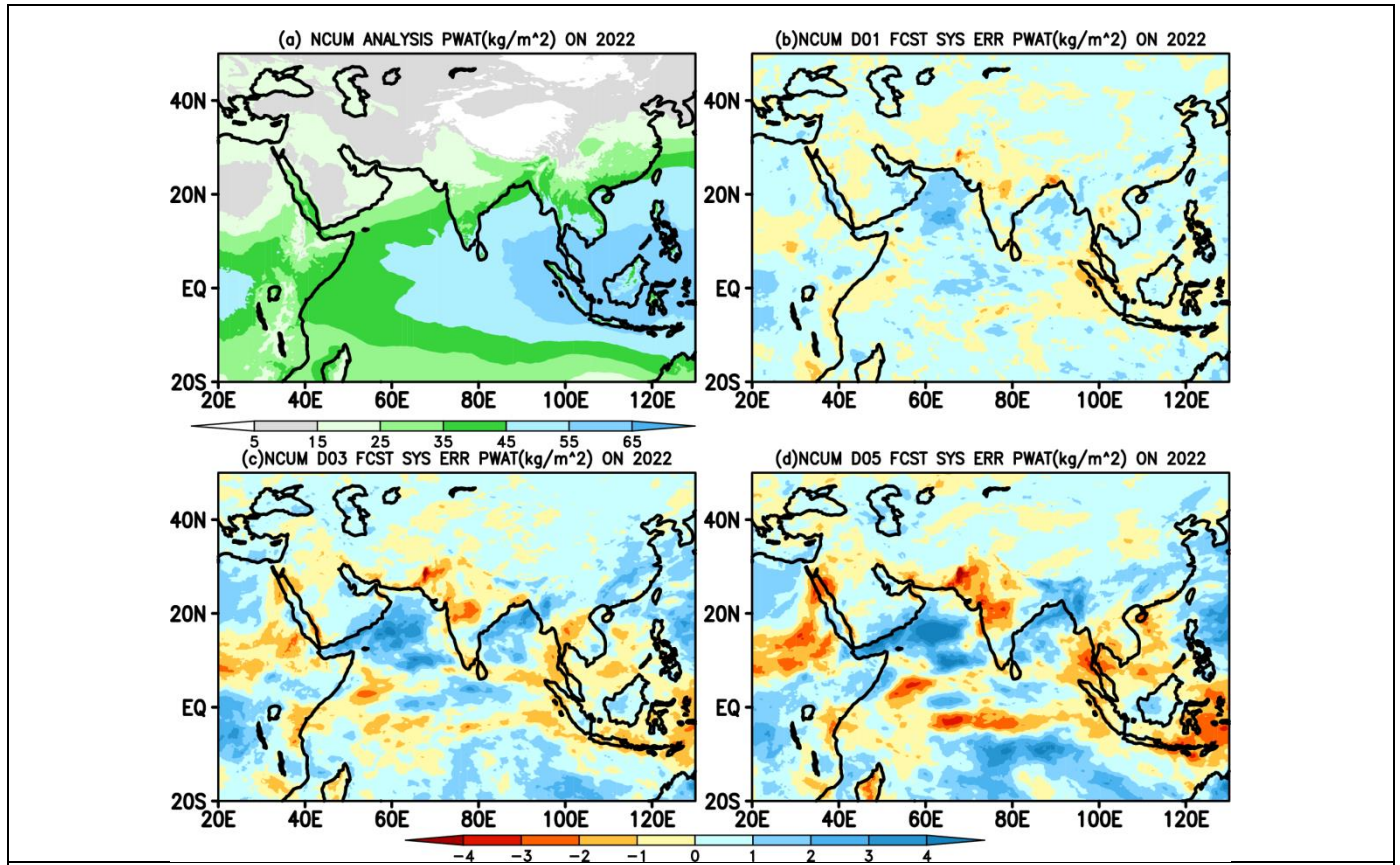 (a) NCUM ANALYSIS PWAT(kg/m^2) ON 2022
40N
20N
EQ
20S
20E 40E 60E 80E 100E 120E
5 15 25 35 45 55 65
(b)NCUM D01 FCST SYS ERR PWAT(kg/m^2) ON 2022
40N
20N
EQ
20S
20E 40E 60E 80E 100E 120E
(c)NCUM D03 FCST SYS ERR PWAT(kg/m^2) ON 2022
40N
20N
EQ
20S
20E 40E 60E 80E 100E 120E
(d)NCUM D05 FCST SYS ERR PWAT(kg/m^2) ON 2022
40N
20N
EQ
20S
20E 40E 60E 80E 100E 120E
-4 -3 -2 -1 0 1 2 3 4